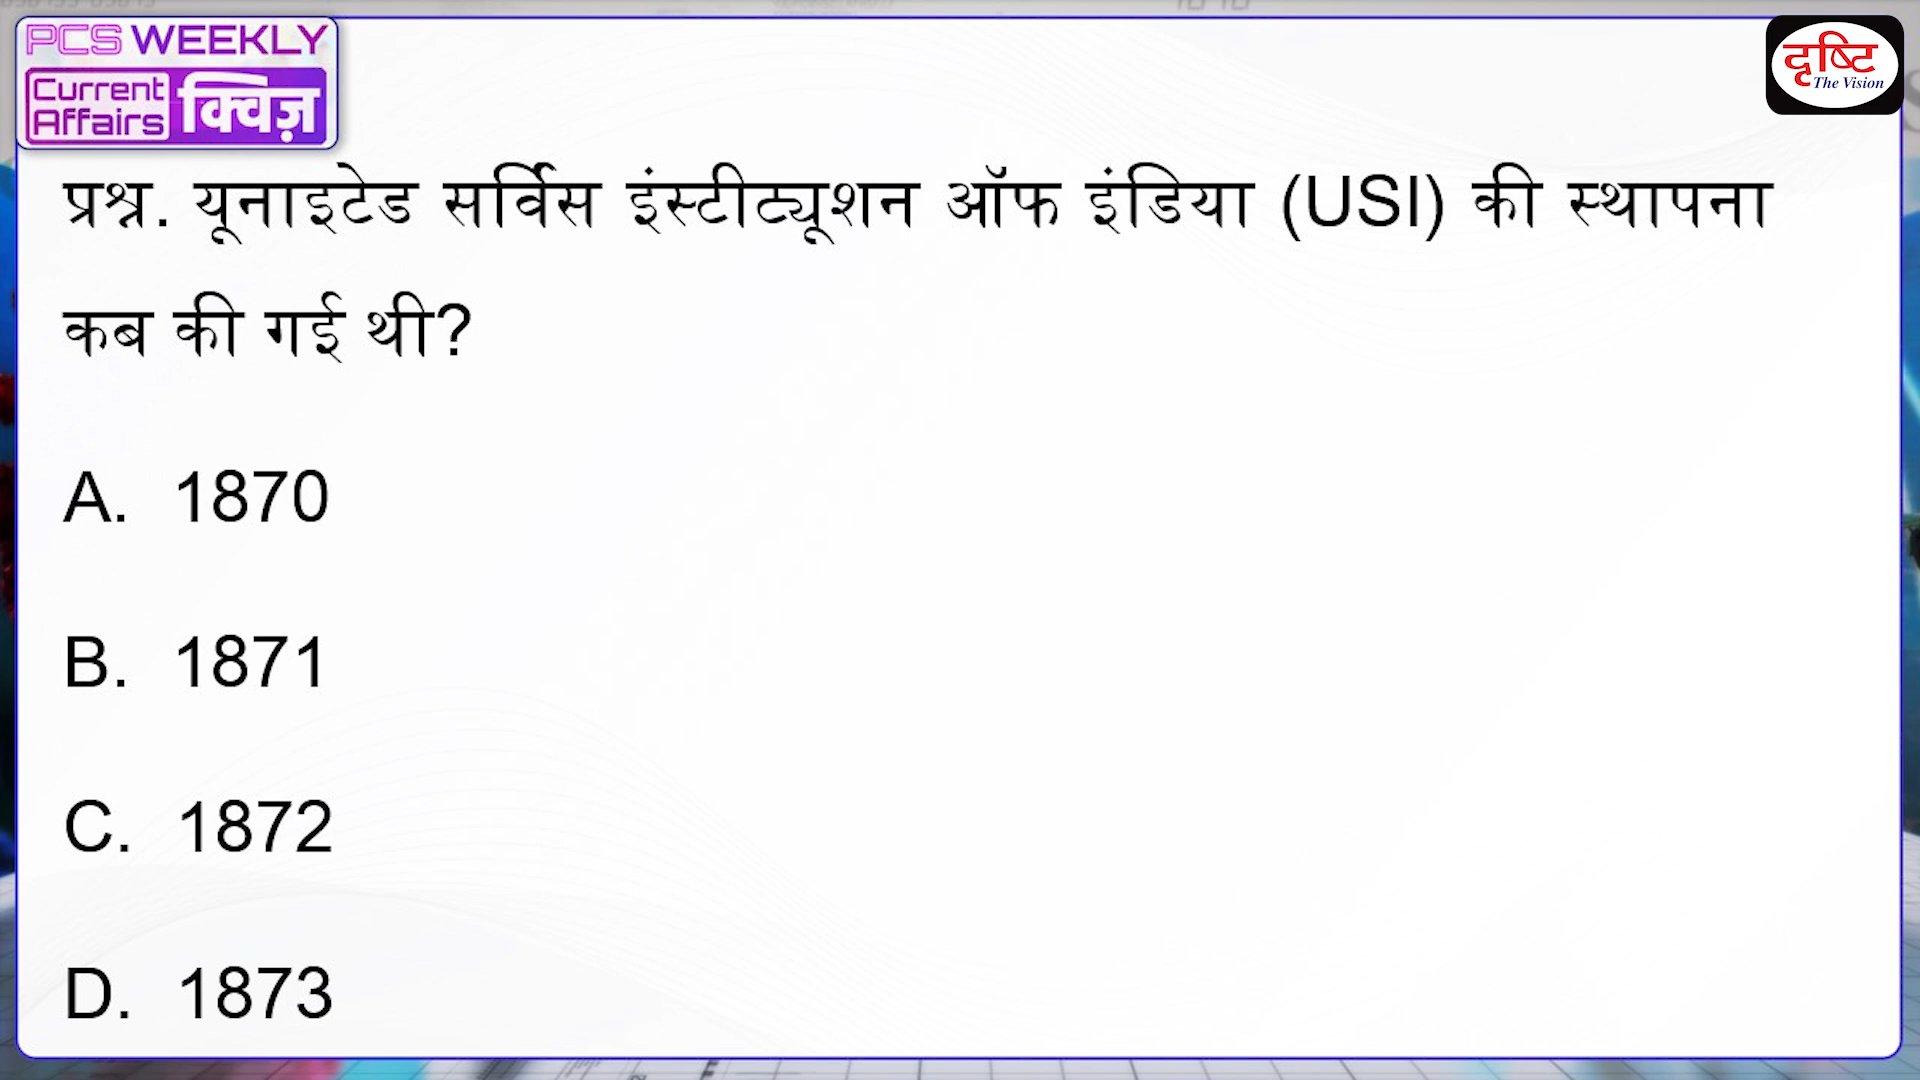 PCS WEEKLY
Current Affairs क्विज़
दृष्टि
The Vision
प्रश्न. यूनाइटेड सर्विस इंस्टीट्यूशन ऑफ इंडिया (USI) की स्थापना
कब की गई थी?
A. 1870
B. 1871
C. 1872
D. 1873